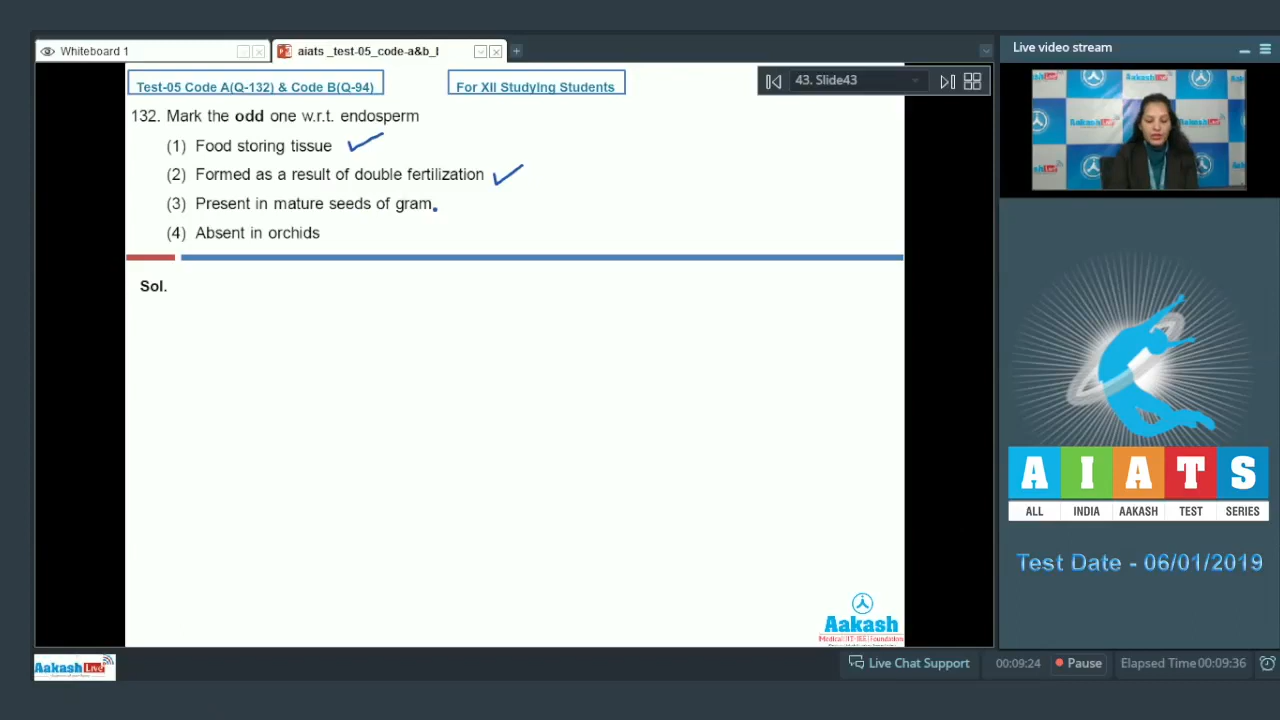 Whiteboard 1
aiats _test-05_code-a&b_l
Live video stream
Test-05 Code A(Q-132) & Code B(Q-94)
For XII Studying Students
43. Slide43
132. Mark the odd one w.r.t. endosperm
(1) Food storing tissue
(2) Formed as a result of double fertilization
(3) Present in mature seeds of gram.
(4) Absent in orchids
Sol.
A I A T S
ALL INDIA AAKASH TEST SERIES
Test Date - 06/01/2019
Aakash
Medical|IIT-JEE|Foundations
Aakash Live
Live Chat Support
00:09:24
Pause
Elapsed Time 00:09:36